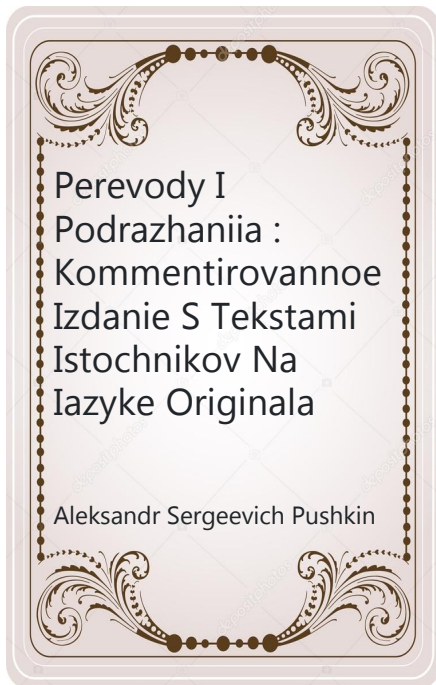 Perevody I
Podrazhaniia :
Kommentirovannoe
Izdanie S Tekstami
Istochnikov Na
Iazyke Originala
Aleksandr Sergeevich Pushkin